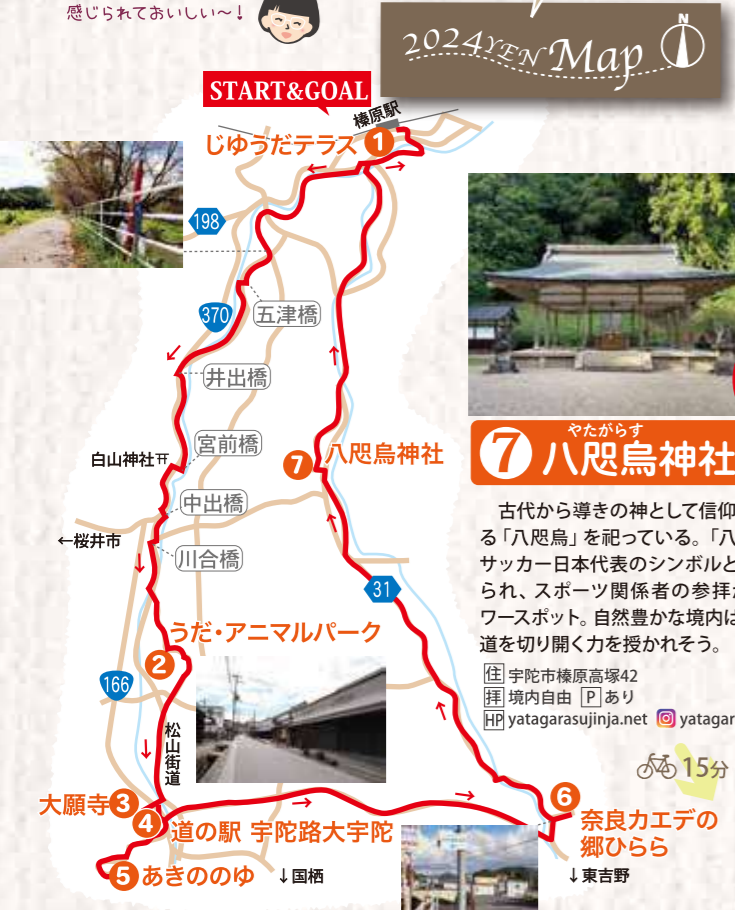 感じられておいしい〜！
2024YEN Map
N
START&GOAL
榛原駅
じゆうだテラス 1
198
370
五津橋
井出橋
宮前橋
白山神社
中出橋
←桜井市
川合橋
7 八咫烏神社
31
うだ・アニマルパーク
2
166
松山街道
大願寺 3
4 道の駅 宇陀路大宇陀
5 あきののゆ
↓国栖
6
奈良カエデの
郷ひらら
↓東吉野
やたがらす
7 八咫烏神社
古代から導きの神として信仰
る「八咫烏」を祀っている。「八
サッカー日本代表のシンボルと
られ、スポーツ関係者の参拝
ワースポット。自然豊かな境内は
道を切り開く力を授かれそう。
住 宇陀市榛原高塚42
拝 境内自由 P あり
HP yatagarasujinja.net yatagar
15分